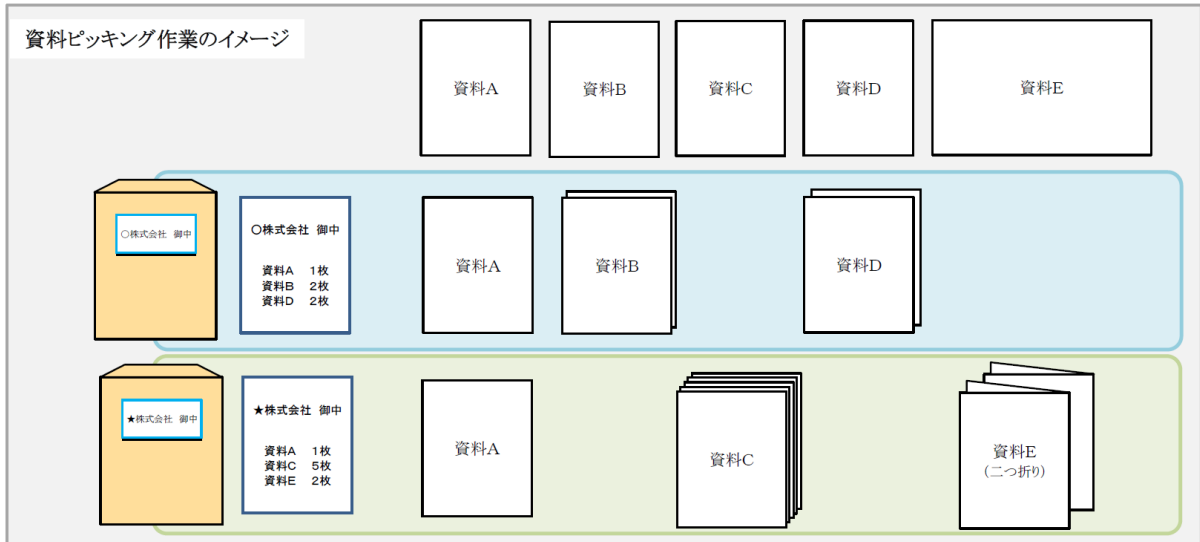 資料ピッキング作業のイメージ
資料A
資料B
資料C
資料D
資料E
○株式会社 御中
○株式会社 御中
資料A 1枚
資料B 2枚
資料D 2枚
資料A
資料B
資料D
★株式会社 御中
★株式会社 御中
資料A 1枚
資料C 5枚
資料E 2枚
資料A
資料C
資料E
(二つ折り)